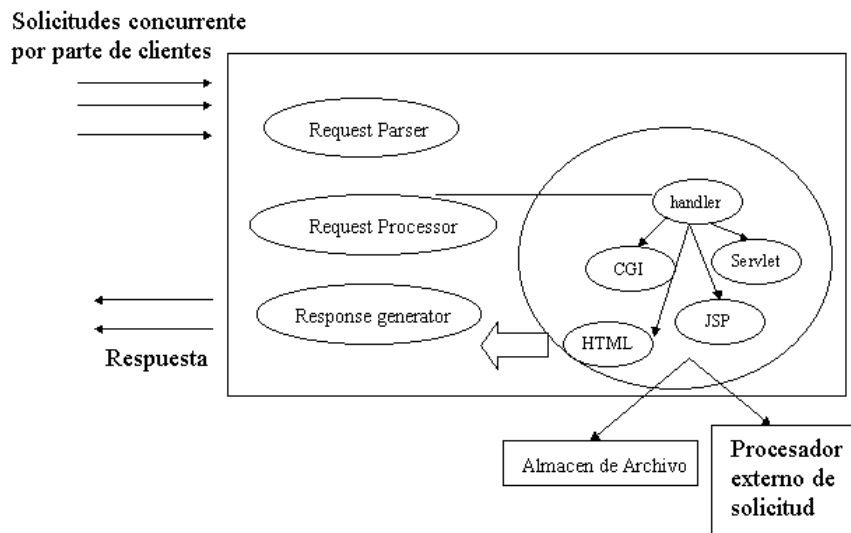 Solicitudes concurrente
por parte de clientes
Request Parser
Request Processor
handler
CGI
Servlet
Response generator
JSP
HTML
Respuesta
Almacen de Archivo
Procesador
externo de
solicitud